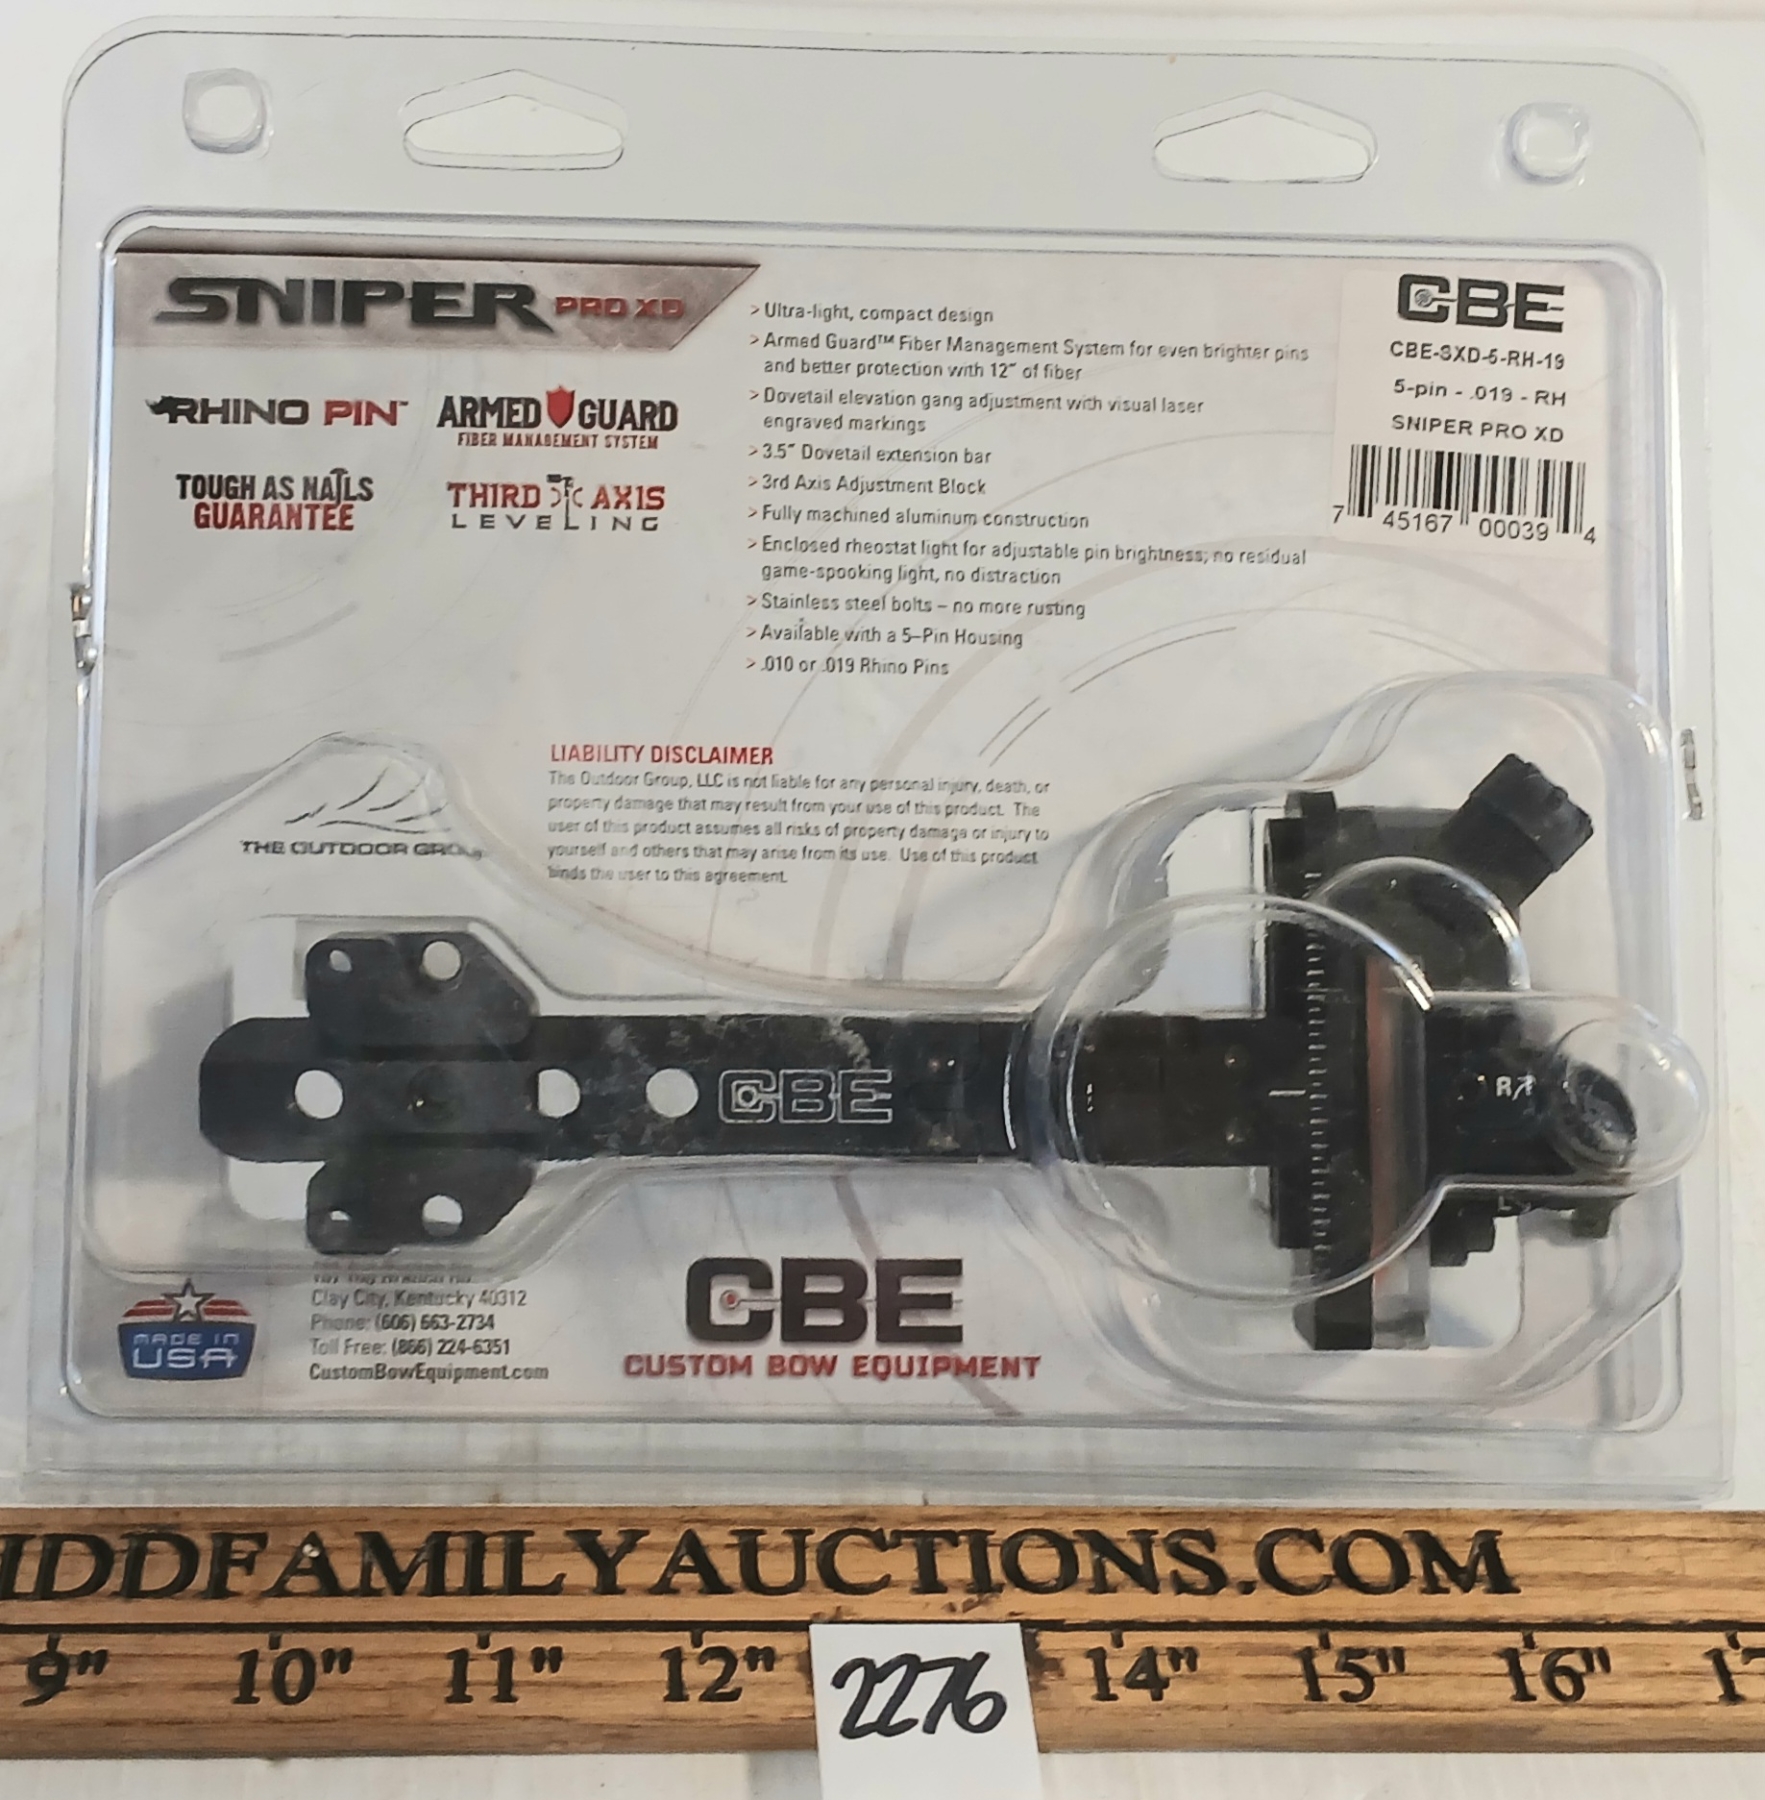 SNIPER PRO XD
RHINO PIN™
ARMED GUARD
FIBER MANAGEMENT SYSTEM
TOUGH AS NAILS
GUARANTEE
THIRD AXIS
LEVELING
> Ultra-light, compact design
> Armed Guard™ Fiber Management System for even brighter pins
and better protection with 12″ of fiber
> Dovetail elevation gang adjustment with visual laser
engraved markings
> 3.5″ Dovetail extension bar
> 3rd Axis Adjustment Block
> Fully machined aluminum construction
> Enclosed rheostat light for adjustable pin brightness; no residual
game-spooking light, no distraction
> Stainless steel bolts – no more rusting
> Available with a 5-Pin Housing
> .010 or .019 Rhino Pins
CBE
CBE-SXD-5-RH-19
5-pin - .019 - RH
SNIPER PRO XD
7 45167 00039 4
LIABILITY DISCLAIMER
The Outdoor Group, LLC is not liable for any personal injury, death, or
property damage that may result from your use of this product. The
user of this product assumes all risks of property damage or injury to
yourself and others that may arise from its use. Use of this product
binds the user to this agreement.
THE OUTDOOR GROUP
CBE
R
L
MADE IN
USA
Clay City, Kentucky 40312
Phone: (606) 663-2734
Toll Free: (866) 224-6351
CustomBowEquipment.com
CBE
CUSTOM BOW EQUIPMENT
IDDFAMILYAUCTIONS.COM
9" 10" 11" 12" 14" 15" 16" 17
2276